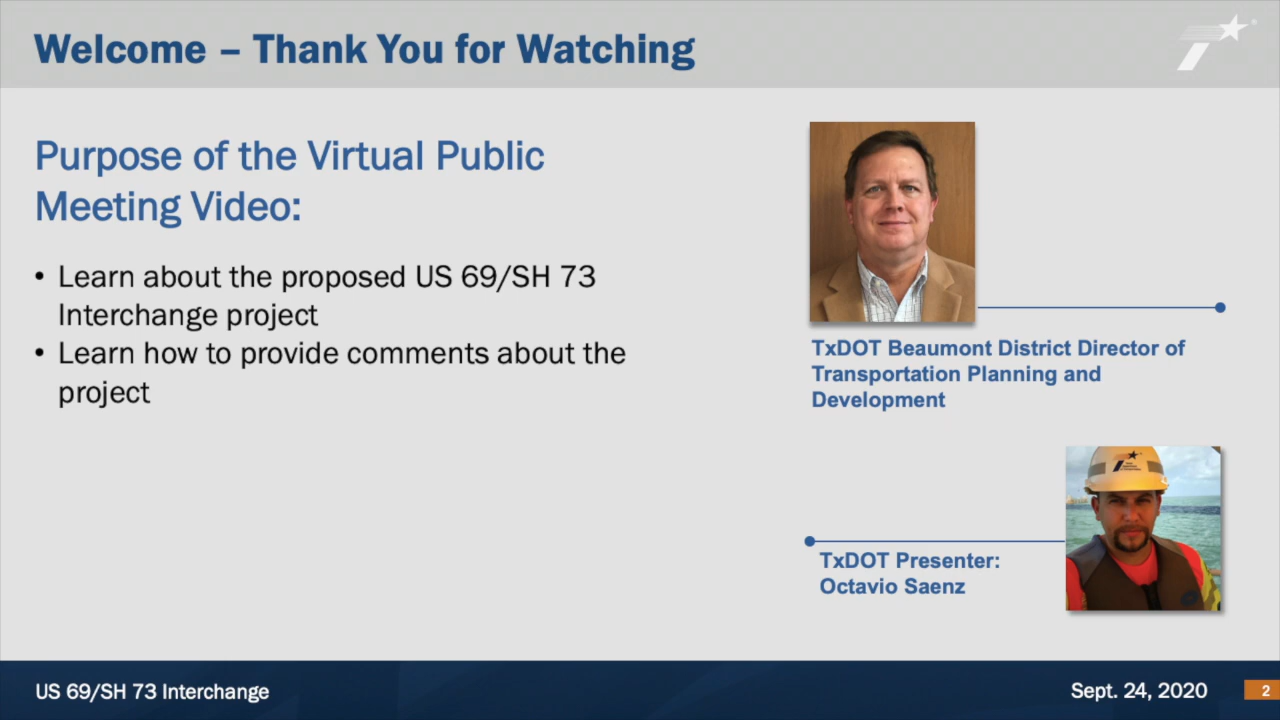 Welcome – Thank You for Watching
Purpose of the Virtual Public
Meeting Video:
• Learn about the proposed US 69/SH 73
Interchange project
• Learn how to provide comments about the
project
TxDOT Beaumont District Director of
Transportation Planning and
Development
TxDOT Presenter:
Octavio Saenz
US 69/SH 73 Interchange
Sept. 24, 2020
2